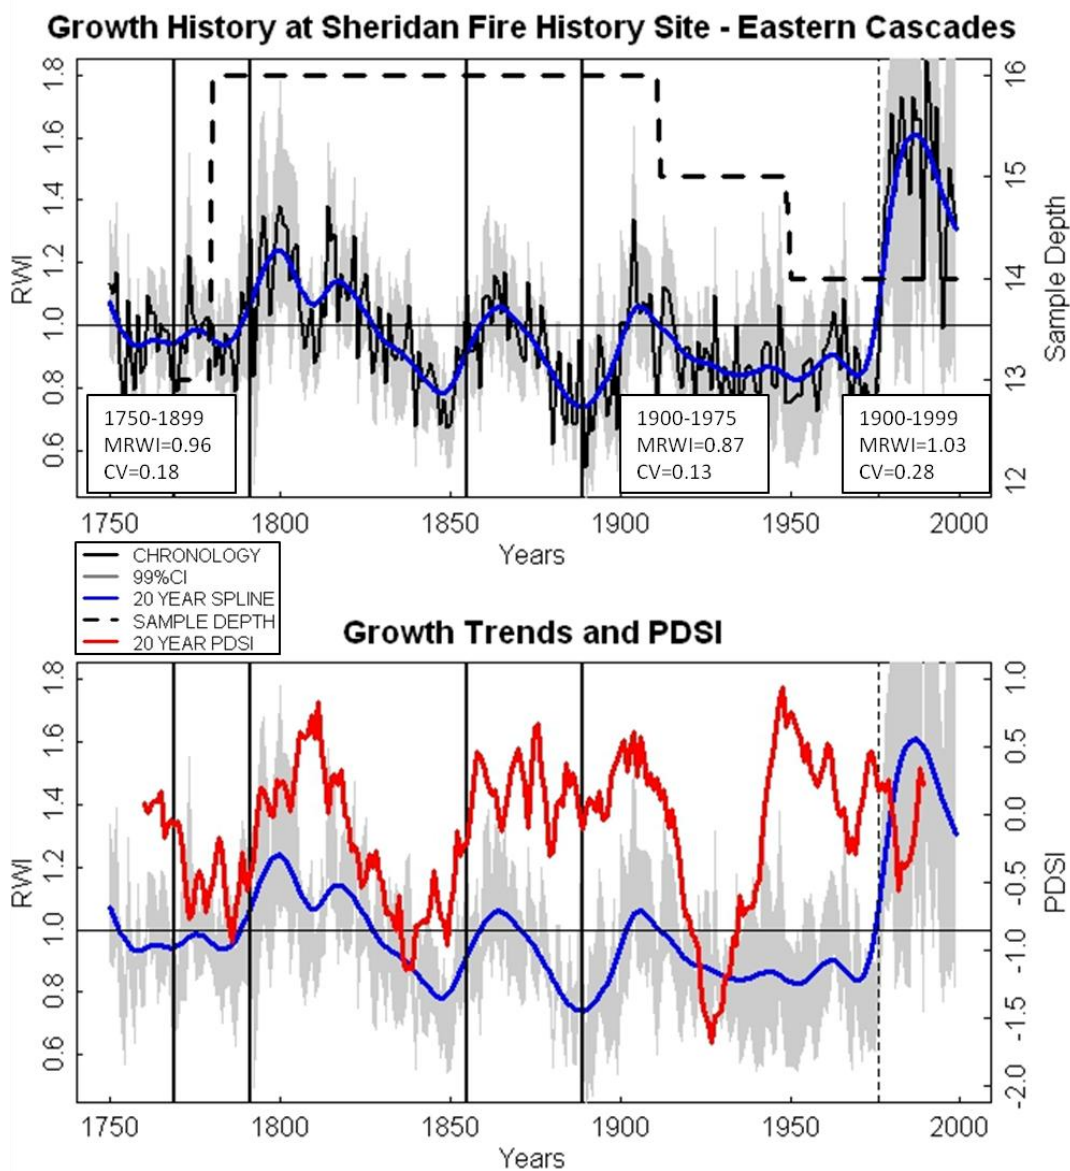 Growth History at Sheridan Fire History Site - Eastern Cascades
1.8
1.6
1.4
1.2
1.0
0.8
0.6
RWI
16
15
14
13
12
Sample Depth
1750-1899
MRWI=0.96
CV=0.18
1900-1975
MRWI=0.87
CV=0.13
1900-1999
MRWI=1.03
CV=0.28
1750 1800 1850 1900 1950 2000
Years
CHRONOLOGY
99%CI
20 YEAR SPLINE
SAMPLE DEPTH
20 YEAR PDSI
Growth Trends and PDSI
1.8
1.6
1.4
1.2
1.0
0.8
0.6
RWI
1.0
0.5
0.0
-0.5
-1.0
-1.5
-2.0
PDSI
1750 1800 1850 1900 1950 2000
Years